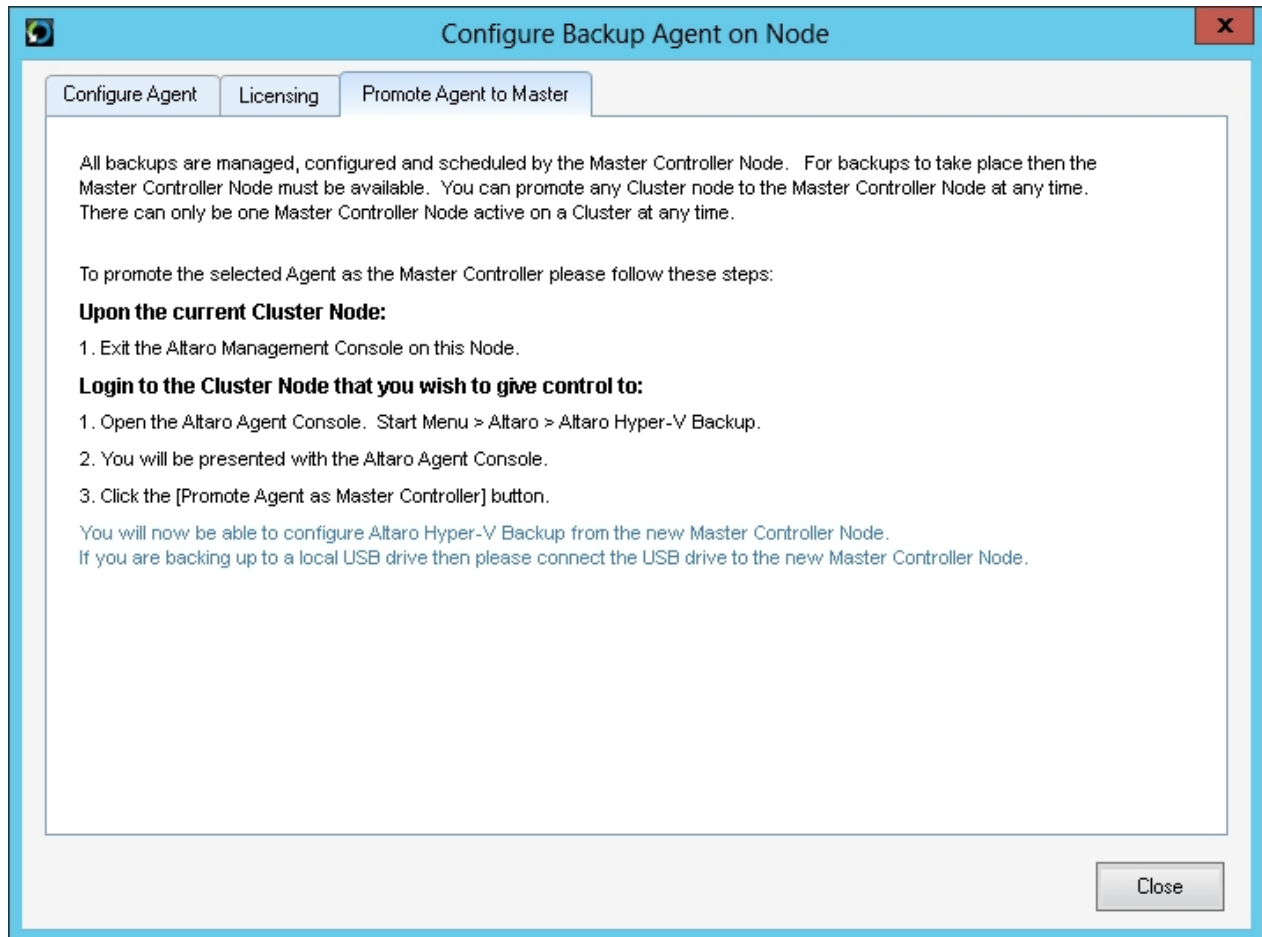 Configure Backup Agent on Node
x
Configure Agent
Licensing
Promote Agent to Master
All backups are managed, configured and scheduled by the Master Controller Node.   For backups to take place then the
Master Controller Node must be available.  You can promote any Cluster node to the Master Controller Node at any time.
There can only be one Master Controller Node active on a Cluster at any time.
To promote the selected Agent as the Master Controller please follow these steps:
Upon the current Cluster Node:
1. Exit the Altaro Management Console on this Node.
Login to the Cluster Node that you wish to give control to:
1. Open the Altaro Agent Console.  Start Menu > Altaro > Altaro Hyper-V Backup.
2. You will be presented with the Altaro Agent Console.
3. Click the [Promote Agent as Master Controller] button.
You will now be able to configure Altaro Hyper-V Backup from the new Master Controller Node.
If you are backing up to a local USB drive then please connect the USB drive to the new Master Controller Node.
Close